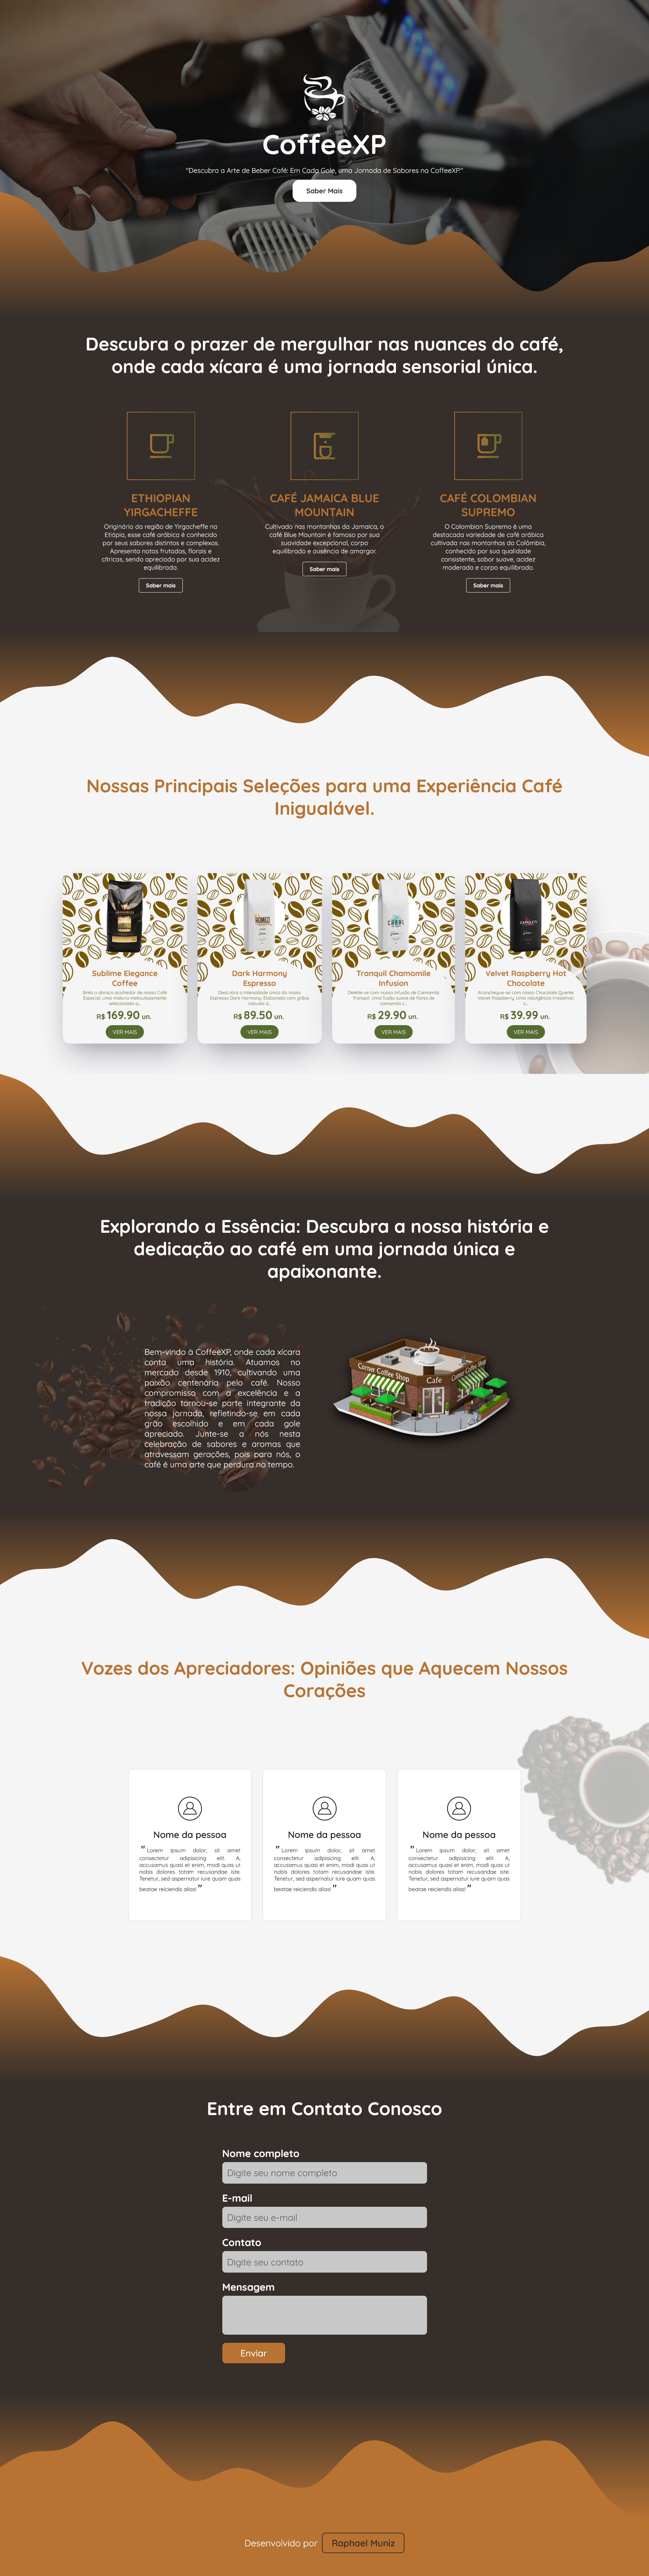 CoffeeXP
"Descubra a Arte de Beber Café: Em Cada Gole, uma Jornada de Sabores na CoffeeXP."
Saber Mais
Descubra o prazer de mergulhar nas nuances do café,
onde cada xícara é uma jornada sensorial única.
ETHIOPIAN
YIRGACHEFFE
Originário da região de Yirgacheffe na
Etiópia, esse café arábica é conhecido
por seus sabores distintos e complexos.
Apresenta notas frutadas, florais e
cítricas, sendo apreciado por sua acidez
equilibrada.
Saber mais
CAFÉ JAMAICA BLUE
MOUNTAIN
Cultivado nas montanhas da Jamaica, o
café Blue Mountain é famoso por sua
suavidade excepcional, corpo
equilibrado e ausência de amargor.
Saber mais
CAFÉ COLOMBIAN
SUPREMO
O Colombian Supremo é uma
destacada variedade de café arábica
cultivada nas montanhas da Colômbia,
conhecido por sua qualidade
consistente, sabor suave, acidez
moderada e corpo equilibrado.
Saber mais
Nossas Principais Seleções para uma Experiência Café
Inigualável.
Sublime Elegance
Coffee
Sinta o abraço acolhedor do nosso Café
Especial, uma mistura meticulosamente
selecionada d...
R$ 169.90 un.
VER MAIS
Dark Harmony
Espresso
Descubra a intensidade única do nosso
Espresso Dark Harmony. Elaborado com grãos
robustos d...
R$ 89.50 un.
VER MAIS
Tranquil Chamomile
Infusion
Deleite-se com nossa Infusão de Camomila
Tranquil. Uma fusão suave de flores de
camomila c...
R$ 29.90 un.
VER MAIS
Velvet Raspberry Hot
Chocolate
Aconchegue-se com nosso Chocolate Quente
Velvet Raspberry. Uma indulgência irresistível,
c...
R$ 39.99 un.
VER MAIS
Explorando a Essência: Descubra a nossa história e
dedicação ao café em uma jornada única e
apaixonante.
Bem-vindo à CoffeeXP, onde cada xícara
conta uma história. Atuamos no
mercado desde 1910, cultivando uma
paixão centenária pelo café. Nosso
compromisso com a excelência e a
tradição tornou-se parte integrante da
nossa jornada, refletindo-se em cada
grão escolhido e em cada gole
apreciado. Junte-se a nós nesta
celebração de sabores e aromas que
atravessam gerações, pois para nós, o
café é uma arte que perdura no tempo.
Corner Coffee Shop
Cafe
Vozes dos Apreciadores: Opiniões que Aquecem Nossos
Corações
Nome da pessoa
" Lorem ipsum dolor, sit amet
consectetur adipisicing elit. A,
accusamus quasi et enim, modi quas ut
nobis dolores totam recusandae iste.
Tenetur, sed aspernatur iure quam quas
beatae reiciendis alias! "
Nome da pessoa
" Lorem ipsum dolor, sit amet
consectetur adipisicing elit. A,
accusamus quasi et enim, modi quas ut
nobis dolores totam recusandae iste.
Tenetur, sed aspernatur iure quam quas
beatae reiciendis alias! "
Nome da pessoa
" Lorem ipsum dolor, sit amet
consectetur adipisicing elit. A,
accusamus quasi et enim, modi quas ut
nobis dolores totam recusandae iste.
Tenetur, sed aspernatur iure quam quas
beatae reiciendis alias! "
Entre em Contato Conosco
Nome completo
Digite seu nome completo
E-mail
Digite seu e-mail
Contato
Digite seu contato
Mensagem
Enviar
Desenvolvido por Raphael Muniz